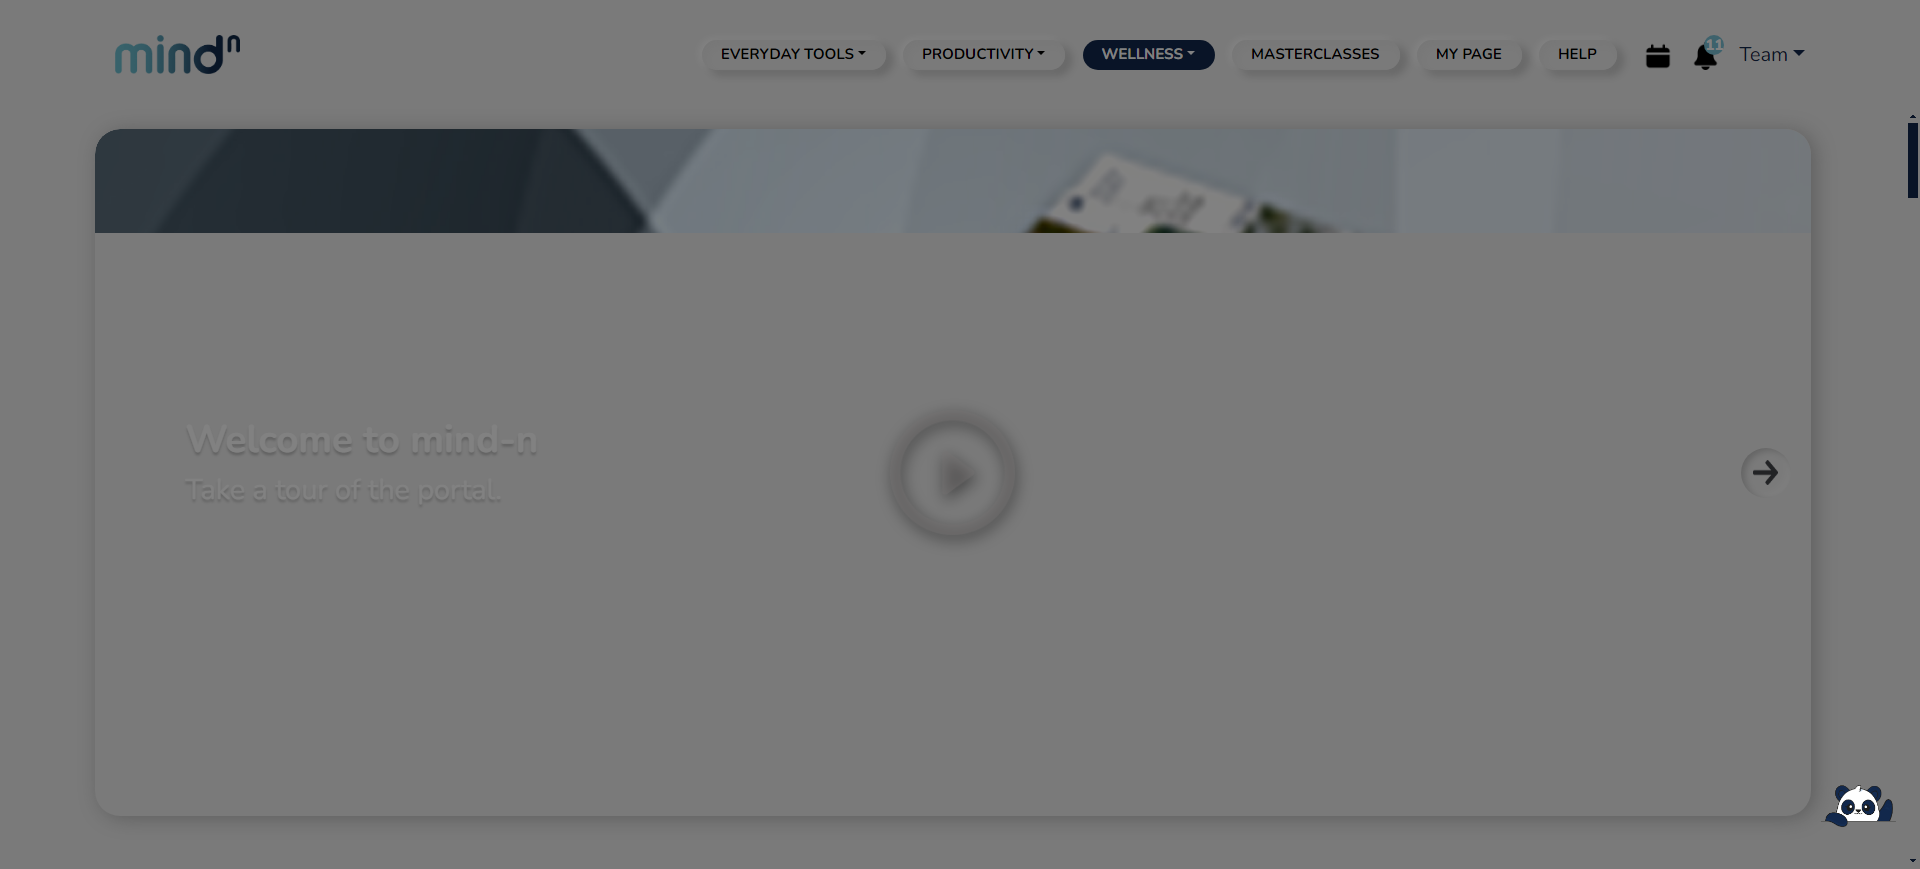 mind n
EVERYDAY TOOLS
PRODUCTIVITY
WELLNESS
MASTERCLASSES
MY PAGE
HELP
11
Team
Welcome to mind-n
Take a tour of the portal.